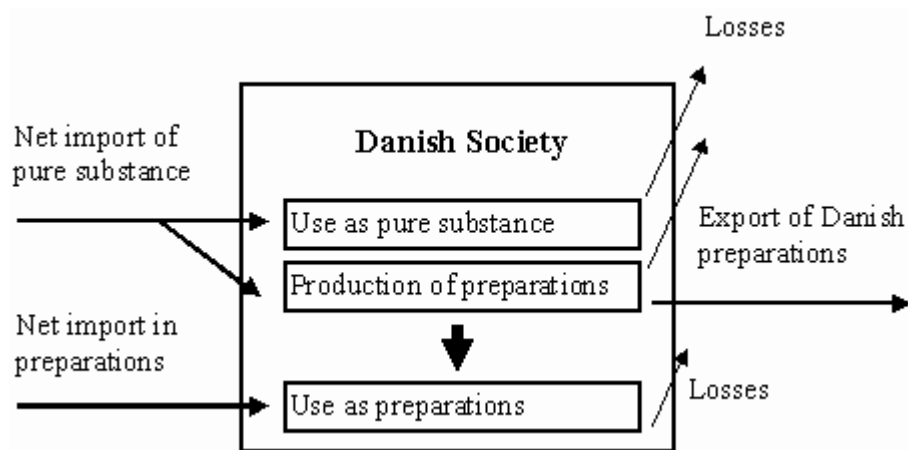 Losses
Net import of
pure substance
Danish Society
Use as pure substance
Export of Danish
preparations
Production of preparations
Net import in
preparations
Use as preparations
Losses